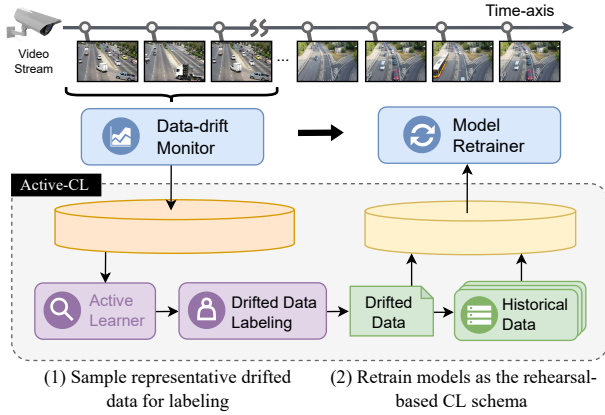 Time-axis
Video
Stream
...
Data-drift
Monitor
Model
Retrainer
Active-CL
Active
Learner
Drifted Data
Labeling
Drifted
Data
Historical
Data
(1) Sample representative drifted
data for labeling
(2) Retrain models as the rehearsal-
based CL schema